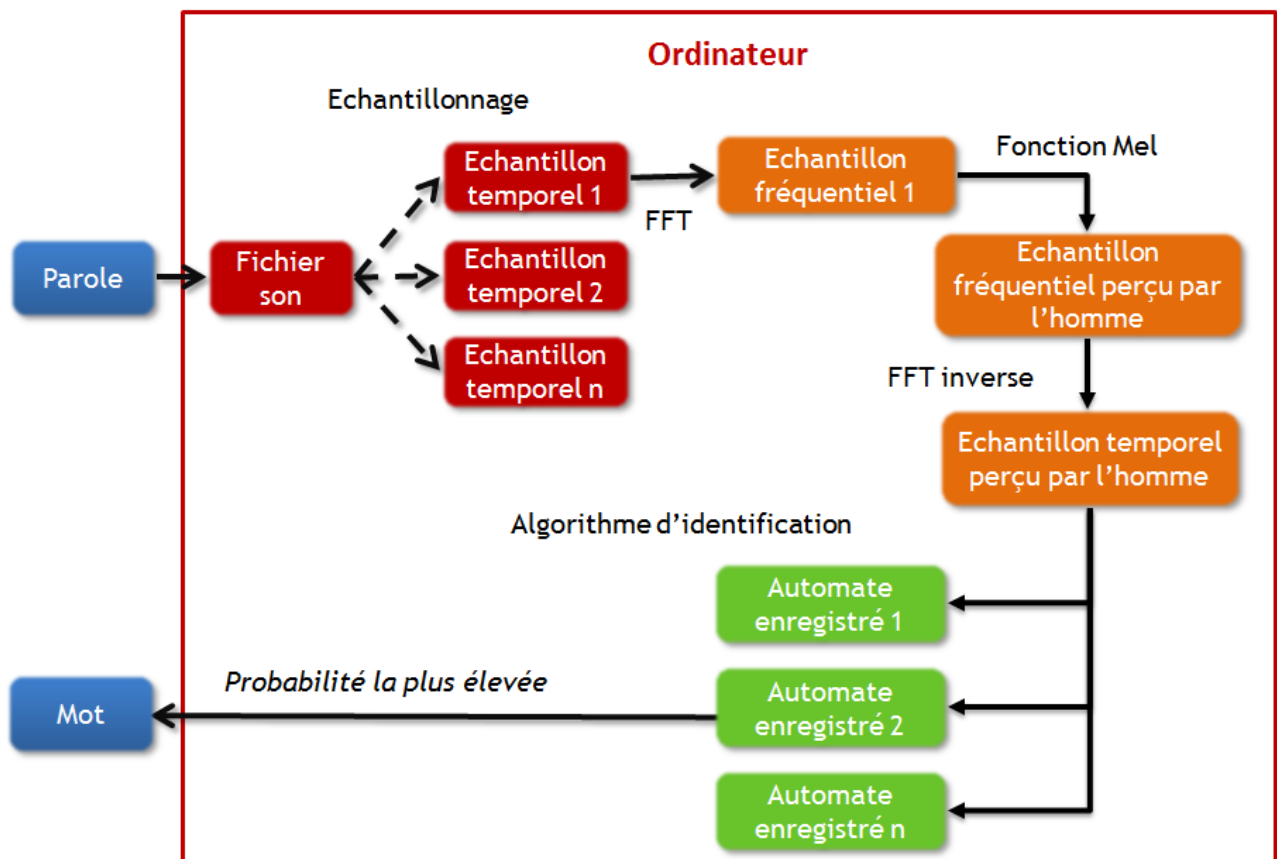 Ordinateur
Echantillonnage
Echantillon
temporel 1
FFT
Echantillon
fréquentiel 1
Fonction Mel
Parole
Fichier
son
Echantillon
temporel 2
Echantillon
temporel n
Echantillon
fréquentiel perçu par
l'homme
FFT inverse
Echantillon temporel
perçu par l'homme
Algorithme d'identification
Automate
enregistré 1
Automate
enregistré 2
Automate
enregistré n
Probabilité la plus élevée
Mot